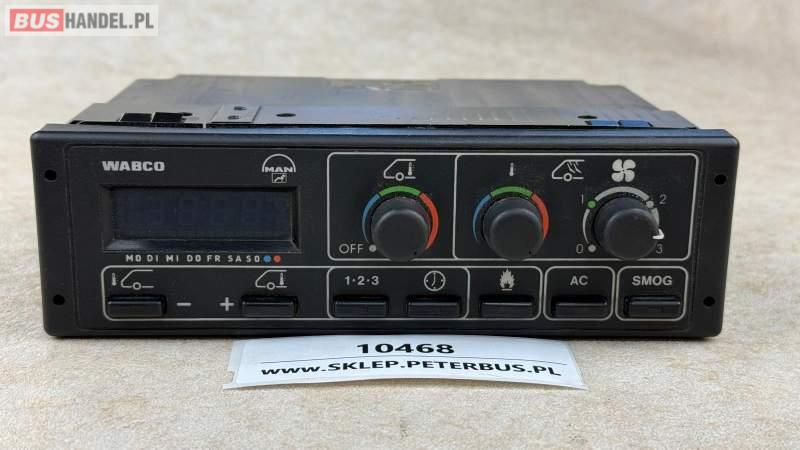 BUSHANDEL.PL
WABCO
MAN
MO DI MI DO FR SA SO
OFF
1 2
0 3
- +
1·2·3
AC
SMOG
10468
WWW.SKLEP.PETERBUS.PL